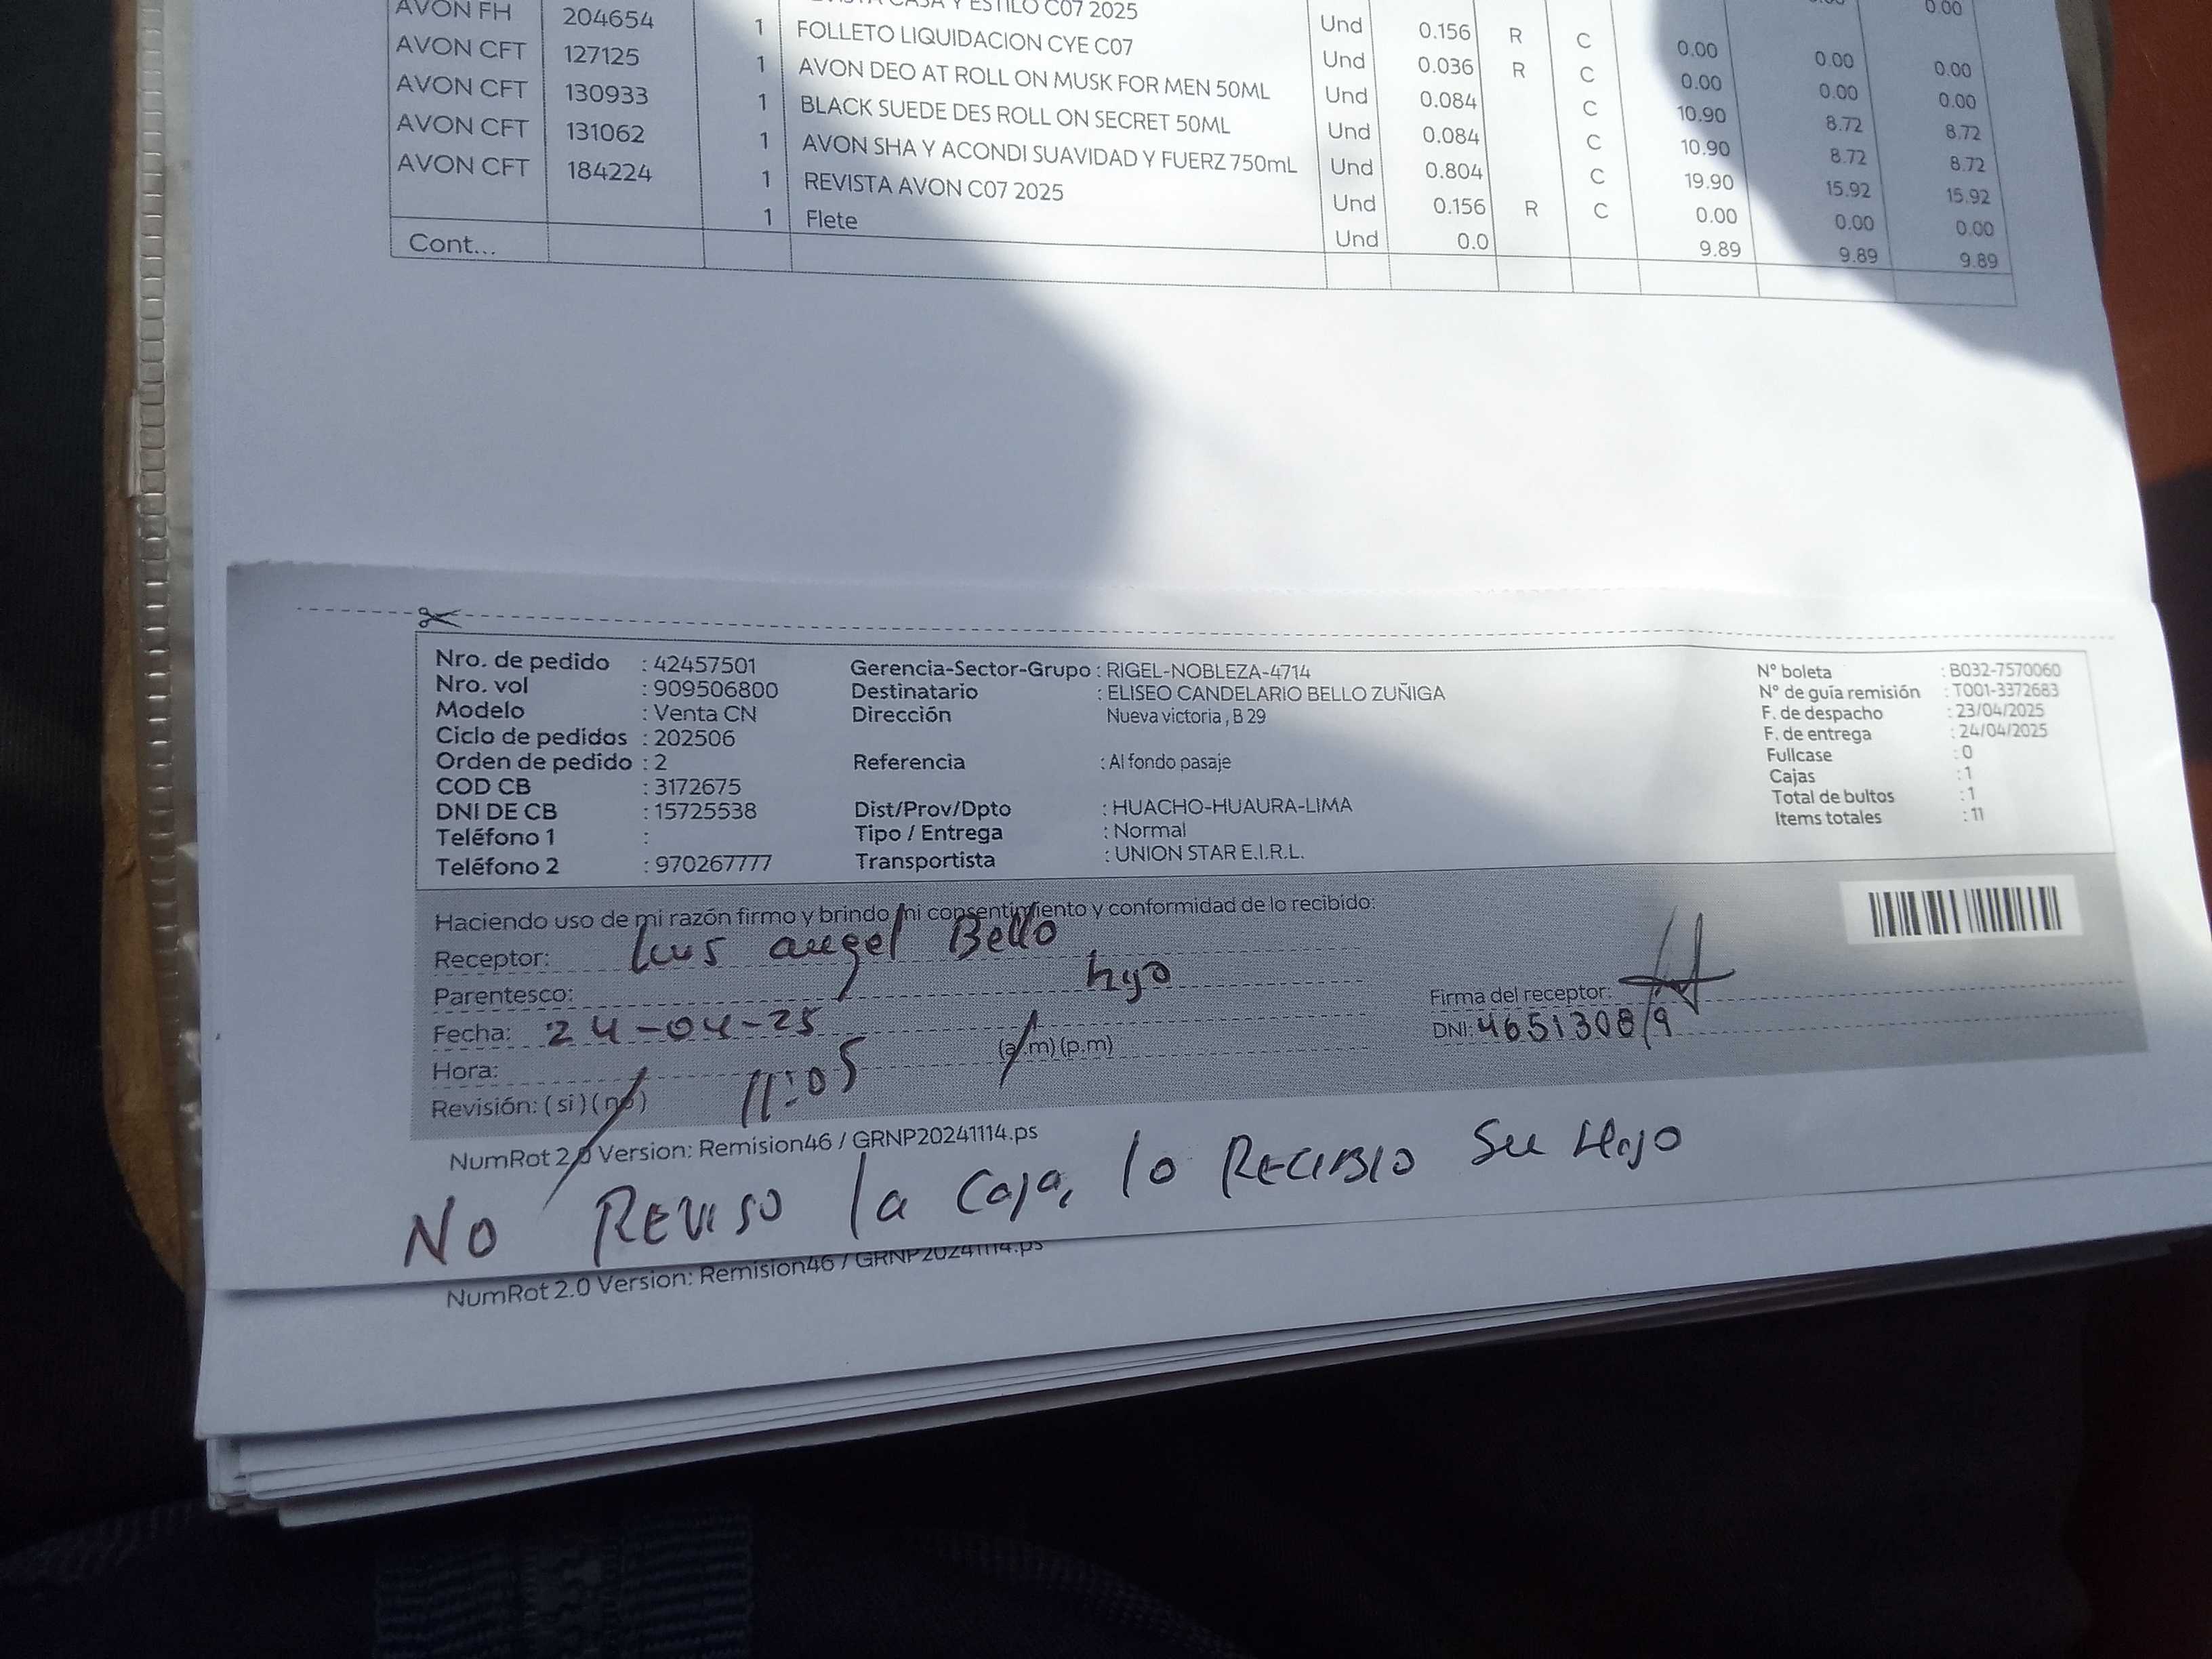 REVISTA CASA Y ESTILO C07 2025 0.00
AVON FH 204654 1 FOLLETO LIQUIDACION CYE C07 Und 0.156 R C 0.00 0.00 0.00
AVON CFT 127125 1 AVON DEO AT ROLL ON MUSK FOR MEN 50ML Und 0.036 R C 0.00 0.00 0.00
AVON CFT 130933 1 BLACK SUEDE DES ROLL ON SECRET 50ML Und 0.084 C 10.90 8.72 8.72
AVON CFT 131062 1 AVON SHA Y ACONDI SUAVIDAD Y FUERZ 750mL Und 0.084 C 10.90 8.72 8.72
AVON CFT 184224 1 REVISTA AVON C07 2025 Und 0.804 C 19.90 15.92 15.92
1 Flete Und 0.156 R C 0.00 0.00 0.00
Cont... Und 0.0 9.89 9.89 9.89
Nro. de pedido : 42457501 Gerencia-Sector-Grupo : RIGEL-NOBLEZA-4714 N° boleta : B032-7570060
Nro. vol : 909506800 Destinatario : ELISEO CANDELARIO BELLO ZUÑIGA N° de guía remisión : T001-3372683
Modelo : Venta CN Dirección Nueva victoria , B 29 F. de despacho : 23/04/2025
Ciclo de pedidos : 202506 F. de entrega : 24/04/2025
Orden de pedido : 2 Referencia : Al fondo pasaje Fullcase : 0
COD CB : 3172675 Cajas : 1
DNI DE CB : 15725538 Dist/Prov/Dpto : HUACHO-HUAURA-LIMA Total de bultos : 1
Teléfono 1 : Tipo / Entrega : Normal Items totales : 11
Teléfono 2 : 970267777 Transportista : UNION STAR E.I.R.L.
Haciendo uso de mi razón firmo y brindo mi consentimiento y conformidad de lo recibido:
Receptor: Luis angel Bello
Parentesco: hijo Firma del receptor:
Fecha: 24-04-25 DNI: 46513089
Hora: 11:05 (a.m) (p.m)
Revisión: ( si ) ( no )
NumRot 2.0 Version: Remision46 / GRNP20241114.ps
NO REVISO la caja, lo RECIBIO Su Hijo
NumRot 2.0 Version: Remision46 / GRNP20241114.ps